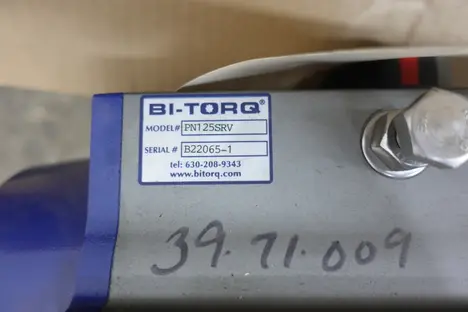 BI-TORQ®
MODEL# PN125SRV
SERIAL # B22065-1
tel: 630-208-9343
www.bitorq.com
39.71.009